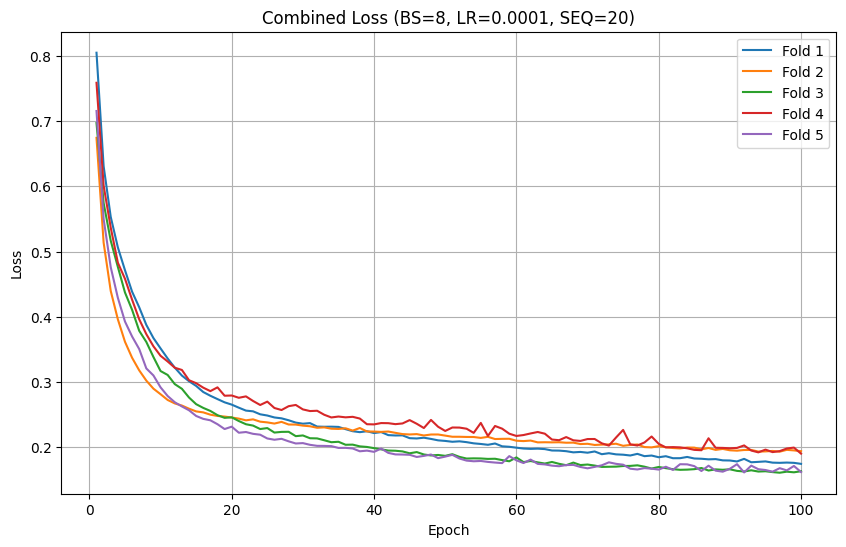 Combined Loss (BS=8, LR=0.0001, SEQ=20)
Fold 1
Fold 2
Fold 3
Fold 4
Fold 5
Loss
0.8
0.7
0.6
0.5
0.4
0.3
0.2
0
20
40
60
80
100
Epoch